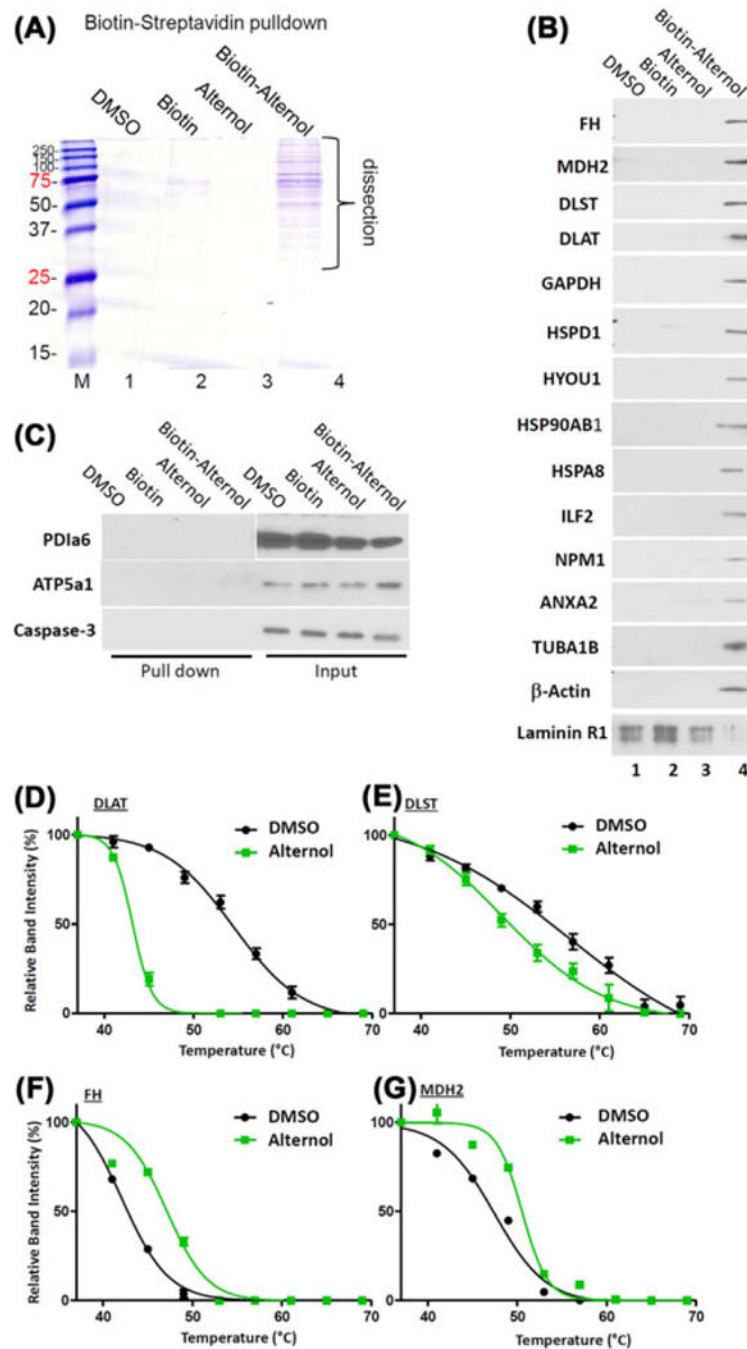 (A) Biotin-Streptavidin pulldown
DMSO
Biotin
Alternol
Biotin-Alternol
250-
150-
100-
75-
50-
37-
25-
20-
15-
dissection
M 1 2 3 4
(B)
DMSO
Biotin
Alternol
Biotin-Alternol
FH
MDH2
DLST
DLAT
GAPDH
HSPD1
HYOU1
HSP90AB1
HSPA8
ILF2
NPM1
ANXA2
TUBA1B
β-Actin
Laminin R1
1 2 3 4
(C)
DMSO
Biotin
Alternol
Biotin-Alternol
DMSO
Biotin
Alternol
Biotin-Alternol
PDIa6
ATP5a1
Caspase-3
Pull down Input
(D) DLAT
DMSO
Alternol
Relative Band Intensity (%)
100
50
0
40 50 60 70
Temperature (°C)
(E) DLST
DMSO
Alternol
100
50
0
40 50 60 70
Temperature (°C)
(F) FH
DMSO
Alternol
Relative Band Intensity (%)
100
50
0
40 50 60 70
Temperature (°C)
(G) MDH2
DMSO
Alternol
100
50
0
40 50 60 70
Temperature (°C)